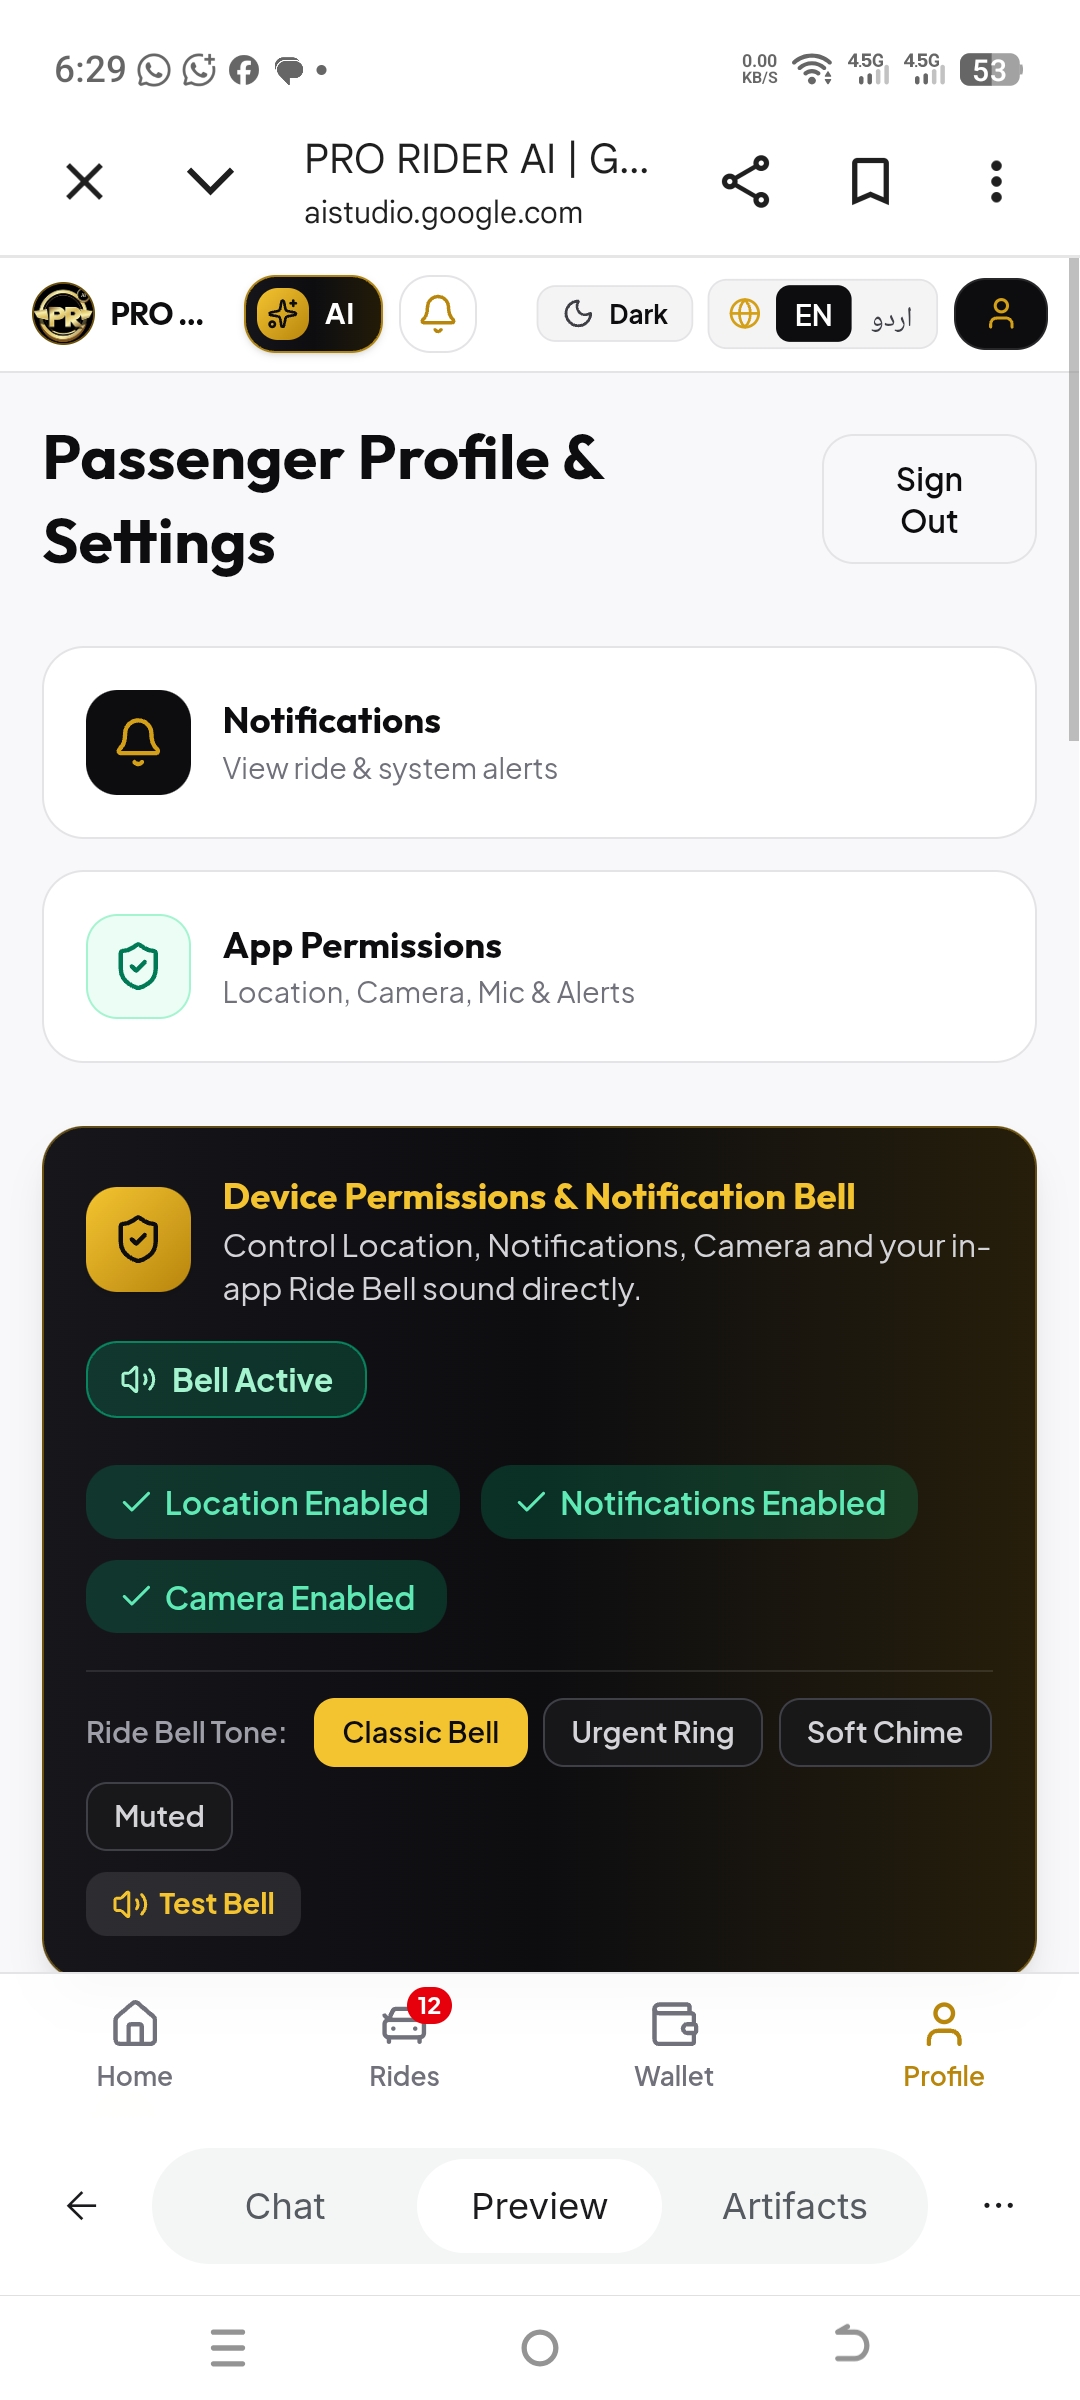 6:29
0.00
KB/S
4.5G
4.5G
53
PRO RIDER AI | G...
aistudio.google.com
PR
PRO ...
AI
Dark
EN
اردو
Passenger Profile &
Settings
Sign
Out
Notifications
View ride & system alerts
App Permissions
Location, Camera, Mic & Alerts
Device Permissions & Notification Bell
Control Location, Notifications, Camera and your in-
app Ride Bell sound directly.
Bell Active
Location Enabled
Notifications Enabled
Camera Enabled
Ride Bell Tone:
Classic Bell
Urgent Ring
Soft Chime
Muted
Test Bell
12
Home
Rides
Wallet
Profile
Chat
Preview
Artifacts